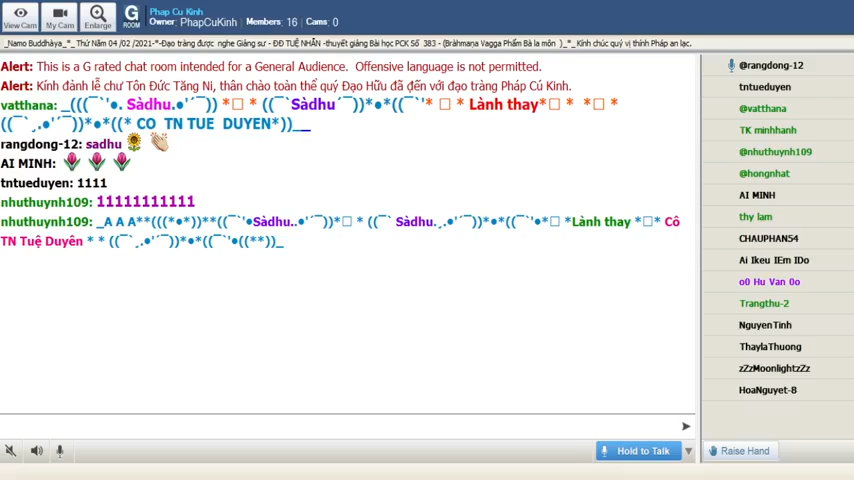 Phap Cu Kinh
Owner: PhapCuKinh | Members: 16 | Cams: 0
View Cam
My Cam
Enlarge
G
ROOM
_Namo Buddhàya_*_ Thứ Năm 04 /02 /2021-*-Đạo tràng được nghe Giảng sư - ĐĐ TUỆ NHÂN -thuyết giảng Bài học PCK Số 383 - (Bràhmaṇa Vagga Phẩm Bà la môn )_*_ Kính chúc quý vị thính Pháp an lạc.
Alert: This is a G rated chat room intended for a General Audience. Offensive language is not permitted.
Alert: Kính đảnh lễ chư Tôn Đức Tăng Ni, thân chào toàn thể quý Đạo Hữu đã đến với đạo tràng Pháp Cú Kinh.
vatthana: _(((¯`'•. Sàdhu.•'´¯)) *□ * ((¯`Sàdhu´¯))*•*((¯`'* □ * Lành thay*□ * *□ *
((¯`¸.•'´¯))*•*((* CO TN TUE DUYEN*))_
rangdong-12: sadhu
AI MINH:
tntueduyen: 1111
nhuthuynh109: 11111111111
nhuthuynh109: _A A A**(((*•*))**((¯`'•Sàdhu..•'´¯))*□ * ((¯` Sàdhu.¸.•'´¯))*•*((¯`'•*□ *Lành thay *□* Cô
TN Tuệ Duyên * * ((¯`¸.•'´¯))*•*((¯`'•((**))_
@rangdong-12
tntueduyen
@vatthana
TK minhhanh
@nhuthuynh109
@hongnhat
AI MINH
thy lam
CHAUPHAN54
Ai Ikeu IEm IDo
o0 Hu Van 0o
Trangthu-2
NguyenTinh
ThaylaThuong
zZzMoonlightzZz
HoaNguyet-8
Hold to Talk
Raise Hand